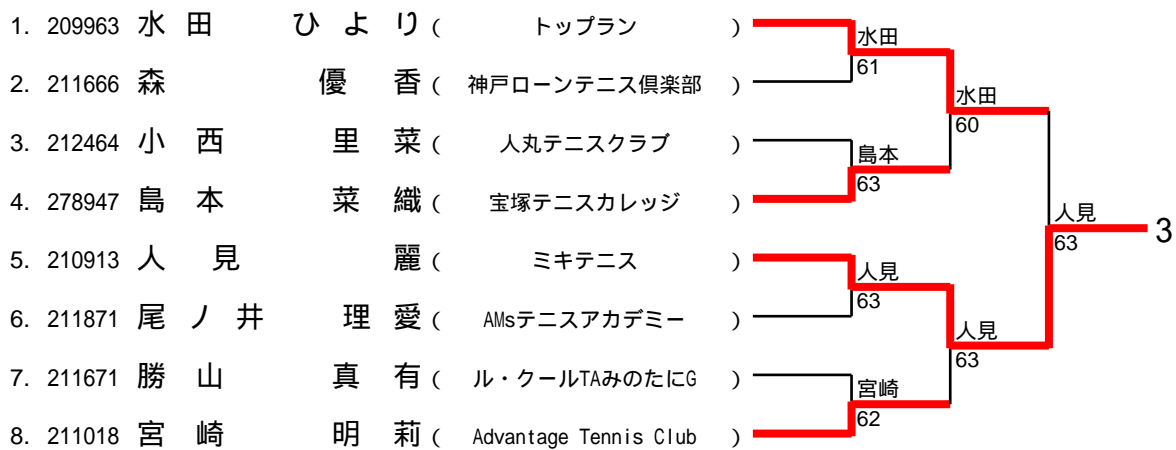 1. 209963 水田 ひより ( トップラン )
水田
61
2. 211666 森 優香 ( 神戸ローンテニス倶楽部 )
水田
60
3. 212464 小西 里菜 ( 人丸テニスクラブ )
島本
63
4. 278947 島本 菜織 ( 宝塚テニスカレッジ )
人見
63
3
5. 210913 人見 麗 ( ミキテニス )
人見
63
6. 211871 尾ノ井 理愛 ( AMsテニスアカデミー )
人見
63
7. 211671 勝山 真有 ( ル・クールTAみのたにG )
宮崎
62
8. 211018 宮崎 明莉 ( Advantage Tennis Club )